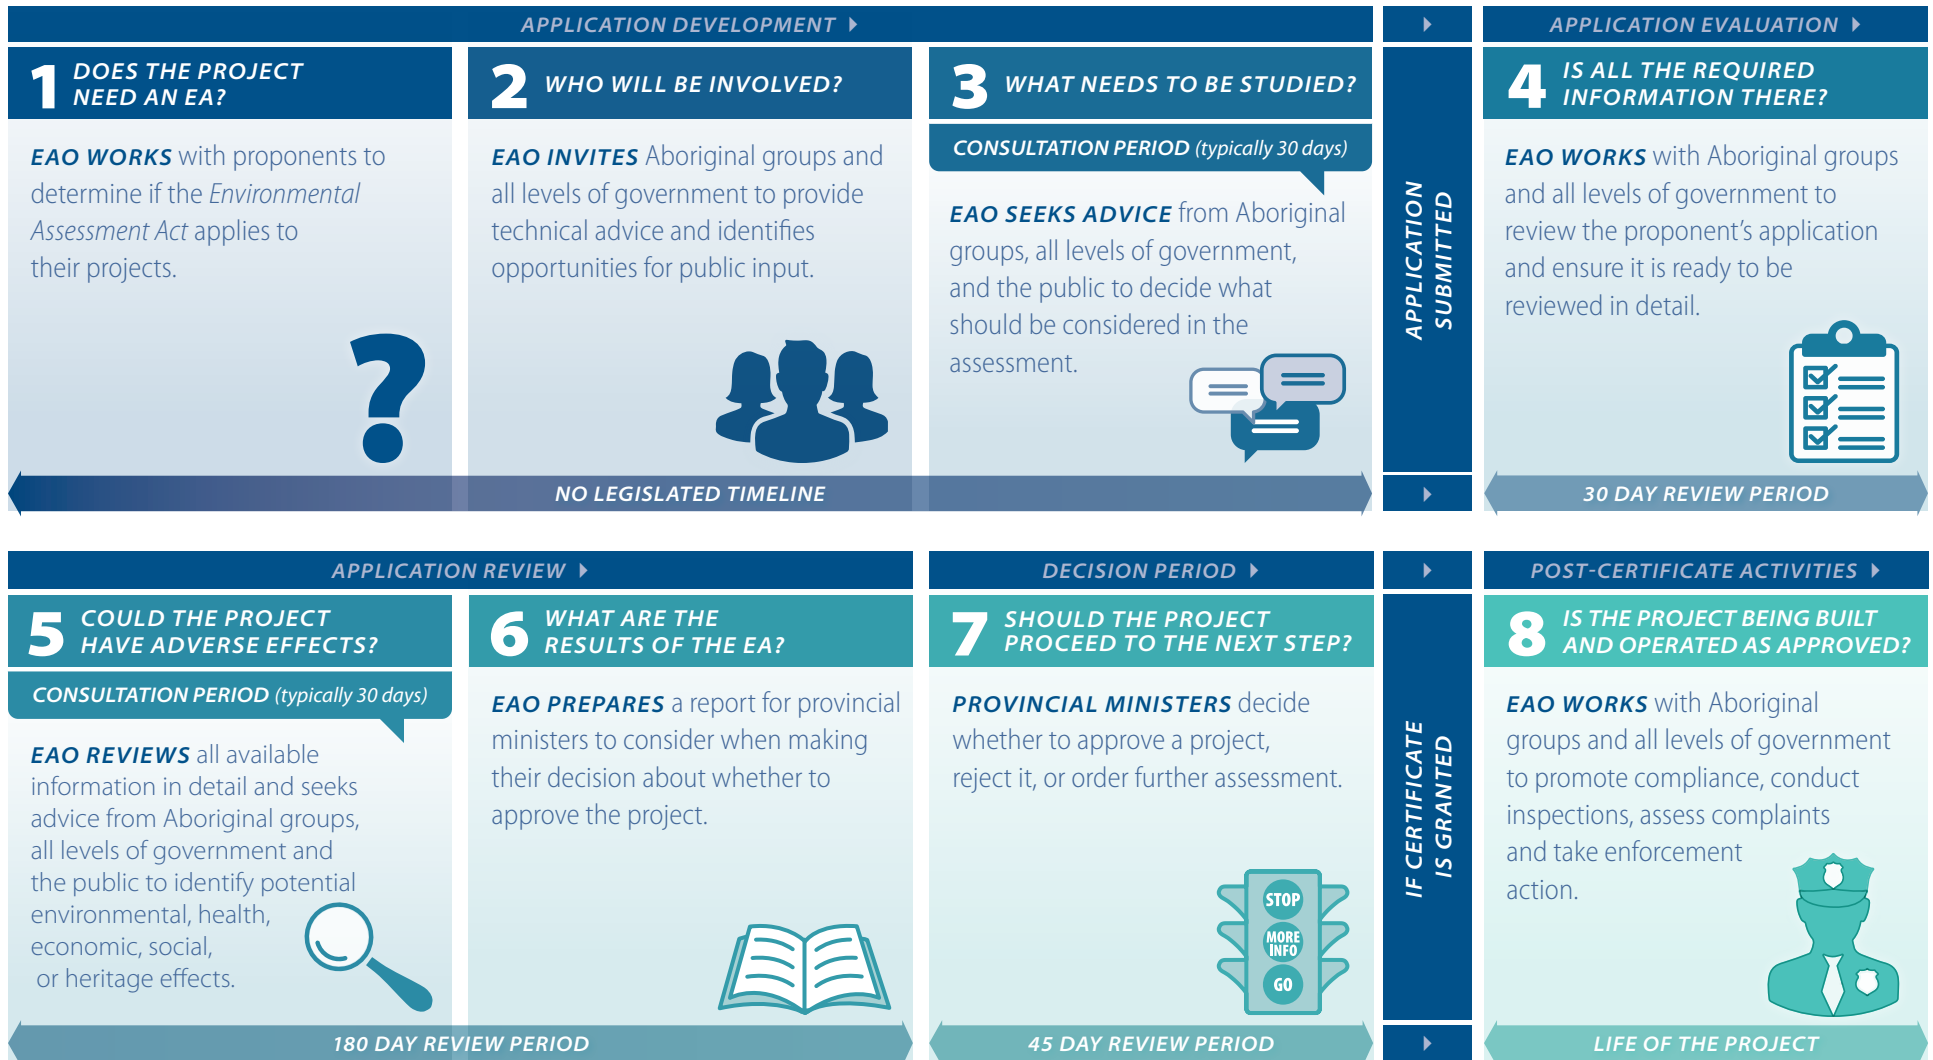 APPLICATION DEVELOPMENT
1 DOES THE PROJECT
NEED AN EA?
EAO WORKS with proponents to
determine if the Environmental
Assessment Act applies to
their projects.
2 WHO WILL BE INVOLVED?
EAO INVITES Aboriginal groups and
all levels of government to provide
technical advice and identifies
opportunities for public input.
3 WHAT NEEDS TO BE STUDIED?
CONSULTATION PERIOD (typically 30 days)
EAO SEEKS ADVICE from Aboriginal
groups, all levels of government,
and the public to decide what
should be considered in the
assessment.
NO LEGISLATED TIMELINE
APPLICATION
SUBMITTED
APPLICATION EVALUATION
4 IS ALL THE REQUIRED
INFORMATION THERE?
EAO WORKS with Aboriginal groups
and all levels of government to
review the proponent's application
and ensure it is ready to be
reviewed in detail.
30 DAY REVIEW PERIOD
APPLICATION REVIEW
5 COULD THE PROJECT
HAVE ADVERSE EFFECTS?
CONSULTATION PERIOD (typically 30 days)
EAO REVIEWS all available
information in detail and seeks
advice from Aboriginal groups,
all levels of government and
the public to identify potential
environmental, health,
economic, social,
or heritage effects.
6 WHAT ARE THE
RESULTS OF THE EA?
EAO PREPARES a report for provincial
ministers to consider when making
their decision about whether to
approve the project.
180 DAY REVIEW PERIOD
DECISION PERIOD
7 SHOULD THE PROJECT
PROCEED TO THE NEXT STEP?
PROVINCIAL MINISTERS decide
whether to approve a project,
reject it, or order further assessment.
STOP
MORE
INFO
GO
45 DAY REVIEW PERIOD
IF CERTIFICATE
IS GRANTED
POST-CERTIFICATE ACTIVITIES
8 IS THE PROJECT BEING BUILT
AND OPERATED AS APPROVED?
EAO WORKS with Aboriginal
groups and all levels of government
to promote compliance, conduct
inspections, assess complaints
and take enforcement
action.
LIFE OF THE PROJECT